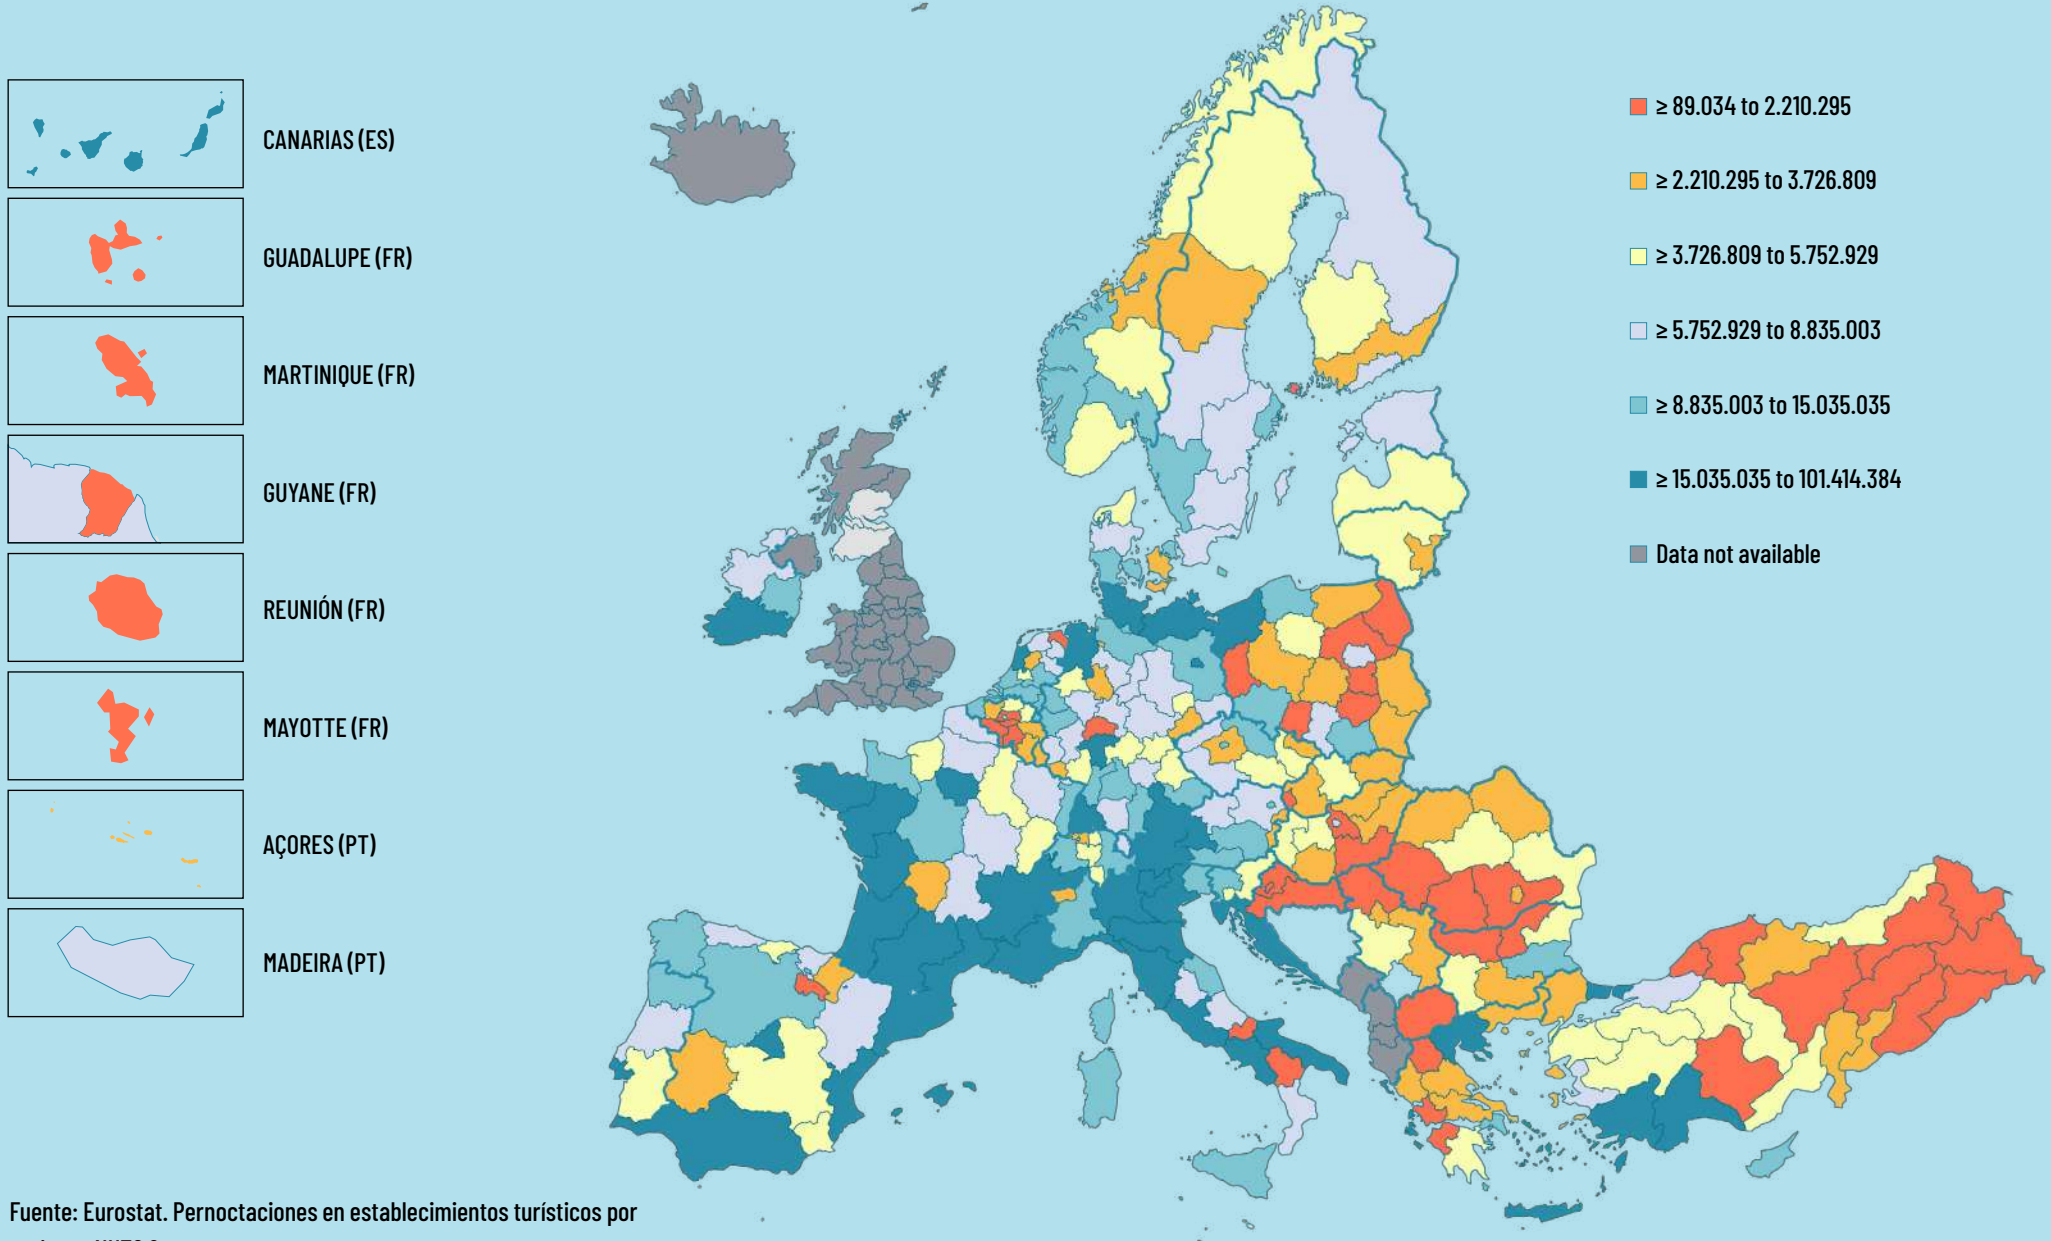 CANARIAS (ES)
GUADALUPE (FR)
MARTINIQUE (FR)
GUYANE (FR)
REUNIÓN (FR)
MAYOTTE (FR)
AÇORES (PT)
MADEIRA (PT)
≥ 89.034 to 2.210.295
≥ 2.210.295 to 3.726.809
≥ 3.726.809 to 5.752.929
≥ 5.752.929 to 8.835.003
≥ 8.835.003 to 15.035.035
≥ 15.035.035 to 101.414.384
Data not available
Fuente: Eurostat. Pernoctaciones en establecimientos turísticos por